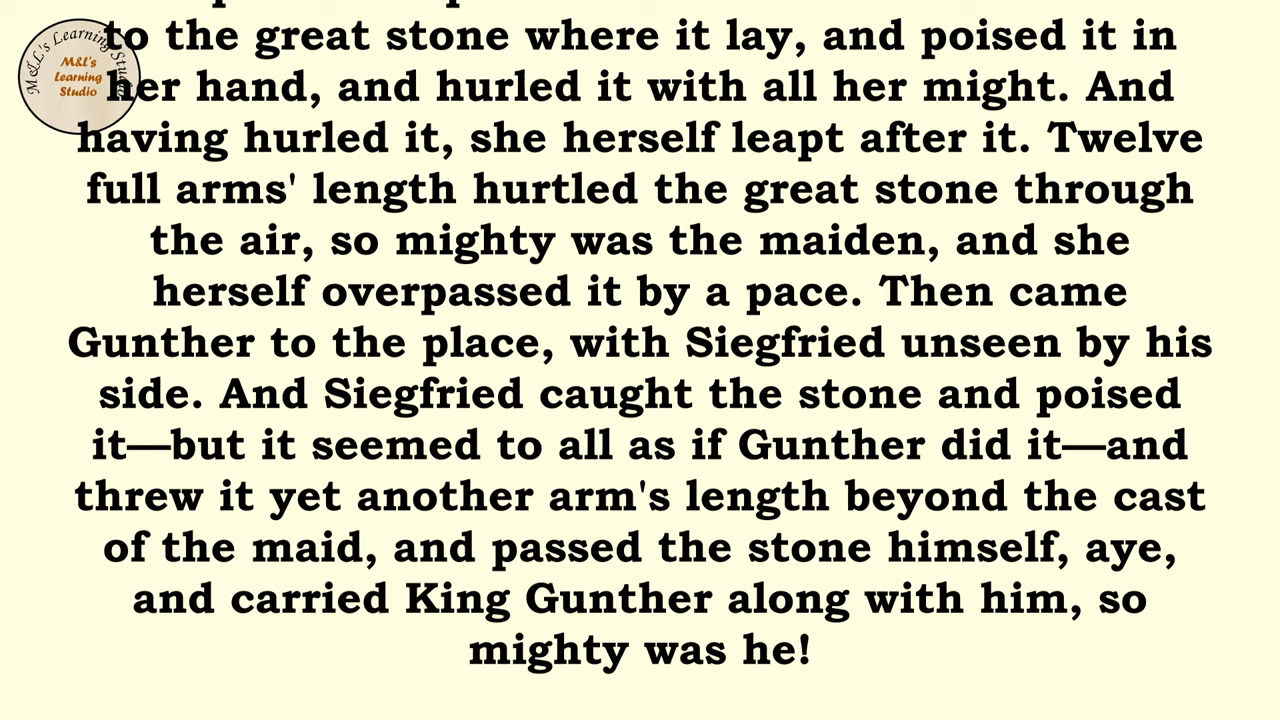 M&L's Learning Studio
M&L's
Learning
Studio
to the great stone where it lay, and poised it in
her hand, and hurled it with all her might. And
having hurled it, she herself leapt after it. Twelve
full arms' length hurtled the great stone through
the air, so mighty was the maiden, and she
herself overpassed it by a pace. Then came
Gunther to the place, with Siegfried unseen by his
side. And Siegfried caught the stone and poised
it—but it seemed to all as if Gunther did it—and
threw it yet another arm's length beyond the cast
of the maid, and passed the stone himself, aye,
and carried King Gunther along with him, so
mighty was he!